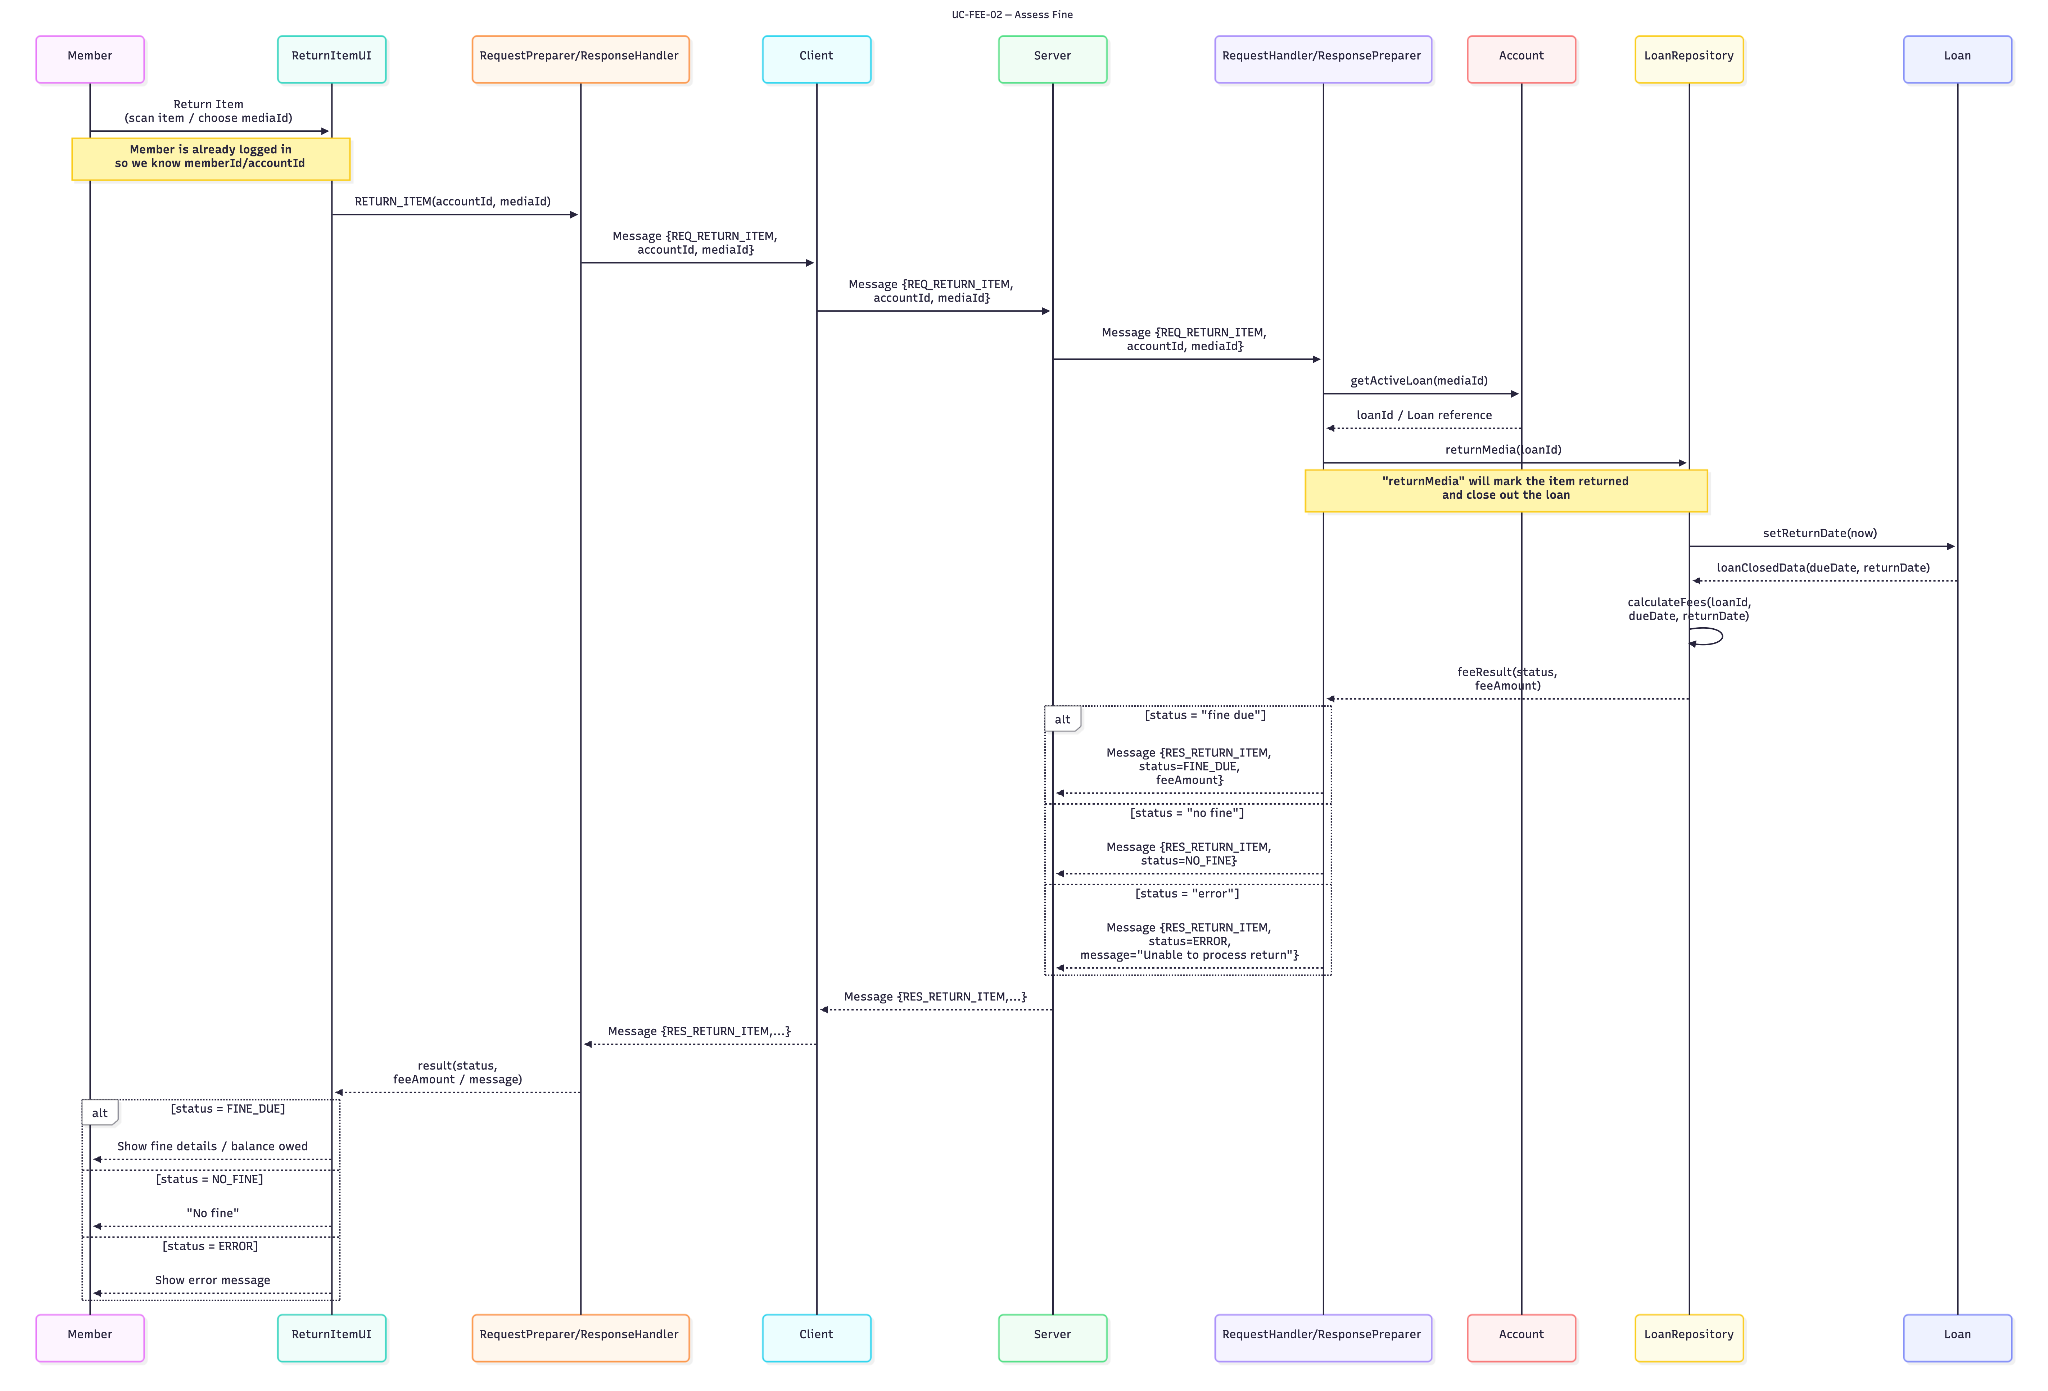 UC-FEE-02 — Assess Fine
Member
ReturnItemUI
RequestPreparer/ResponseHandler
Client
Server
RequestHandler/ResponsePreparer
Account
LoanRepository
Loan
Return Item
(scan item / choose mediaId)
Member is already logged in
so we know memberId/accountId
RETURN_ITEM(accountId, mediaId)
Message {REQ_RETURN_ITEM,
accountId, mediaId}
Message {REQ_RETURN_ITEM,
accountId, mediaId}
Message {REQ_RETURN_ITEM,
accountId, mediaId}
getActiveLoan(mediaId)
loanId / Loan reference
returnMedia(loanId)
"returnMedia" will mark the item returned
and close out the loan
setReturnDate(now)
loanClosedData(dueDate, returnDate)
calculateFees(loanId,
dueDate, returnDate)
feeResult(status,
feeAmount)
alt
[status = "fine due"]
Message {RES_RETURN_ITEM,
status=FINE_DUE,
feeAmount}
[status = "no fine"]
Message {RES_RETURN_ITEM,
status=NO_FINE}
[status = "error"]
Message {RES_RETURN_ITEM,
status=ERROR,
message="Unable to process return"}
Message {RES_RETURN_ITEM,...}
Message {RES_RETURN_ITEM,...}
result(status,
feeAmount / message)
alt
[status = FINE_DUE]
Show fine details / balance owed
[status = NO_FINE]
"No fine"
[status = ERROR]
Show error message
Member
ReturnItemUI
RequestPreparer/ResponseHandler
Client
Server
RequestHandler/ResponsePreparer
Account
LoanRepository
Loan